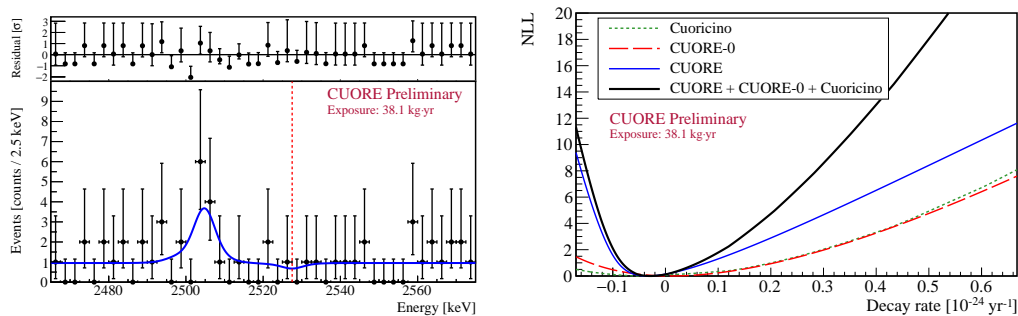 Residual [σ]
3
2
1
0
−1
−2
CUORE Preliminary
Exposure: 38.1 kg·yr
Events [counts / 2.5 keV]
9
8
7
6
5
4
3
2
1
0
2480 2500 2520 2540 2560
Energy [keV]
NLL
20
18
16
14
12
10
8
6
4
2
0
Cuoricino
CUORE-0
CUORE
CUORE + CUORE-0 + Cuoricino
CUORE Preliminary
Exposure: 38.1 kg·yr
−0.1 0 0.1 0.2 0.3 0.4 0.5 0.6
Decay rate [10⁻²⁴ yr⁻¹]